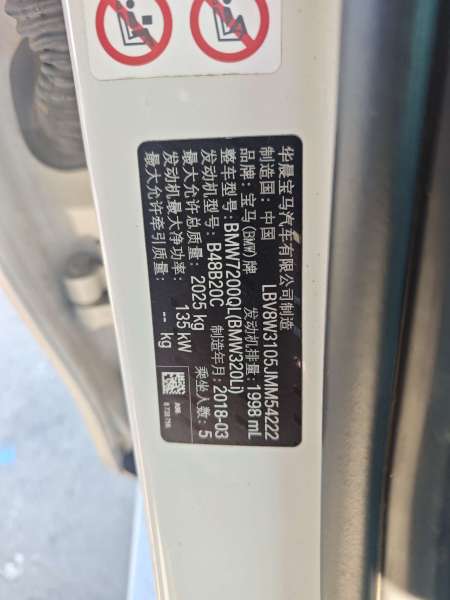 华晨宝马汽车有限公司制造
制造国: 中国 LBV8W3105JMM54222
品牌: 宝马(BMW)牌 发动机排量: 1998 mL
整车型号: BMW7200QL(BMW320Li)
发动机型号: B48B20C 制造年月: 2018-03
最大允许总质量: 2025 kg 乘坐人数: 5
发动机最大净功率: 135 kW
最大允许牵引质量: -- kg